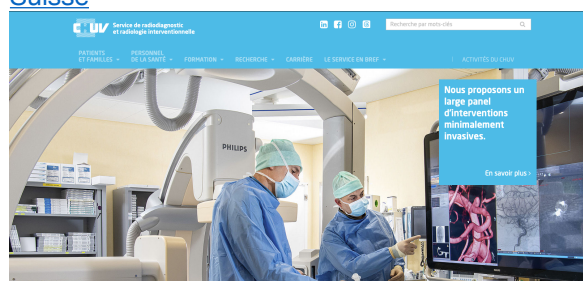 Suisse
CHUV Service de radiodiagnostic
et radiologie interventionnelle
Recherche par mots-clés
PATIENTS
ET FAMILLES
PERSONNEL
DE LA SANTÉ
FORMATION
RECHERCHE
CARRIÈRE
LE SERVICE EN BREF
ACTIVITÉS DU CHUV
Nous proposons un
large panel
d'interventions
minimalement
invasives.
En savoir plus ›
PHILIPS